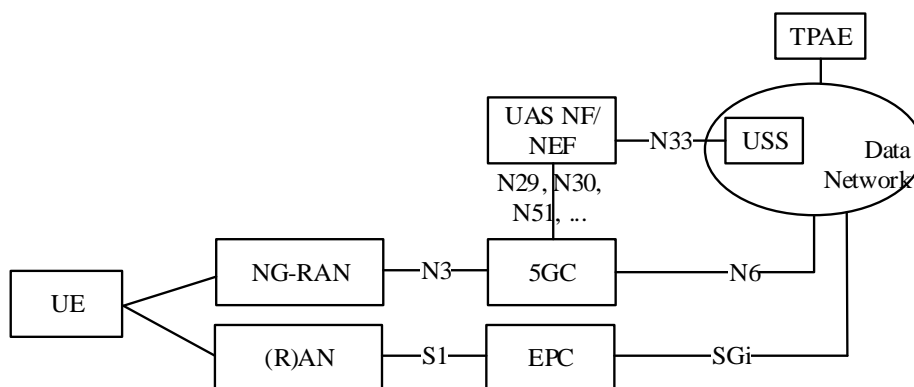 TPAE
UAS NF/
NEF
N33
USS
Data
Network
N29, N30,
N51, ...
NG-RAN
N3
5GC
N6
UE
(R)AN
S1
EPC
SGi